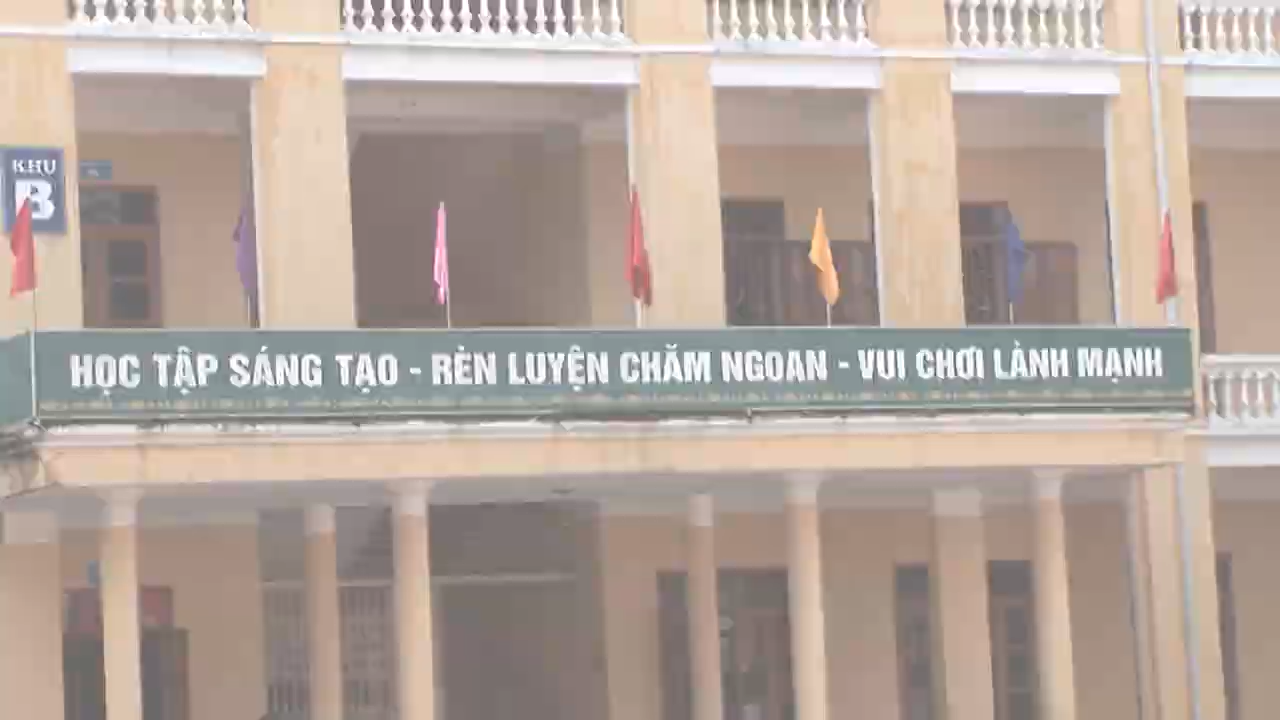 KHU
B
HỌC TẬP SÁNG TẠO - RÈN LUYỆN CHĂM NGOAN - VUI CHƠI LÀNH MẠNH